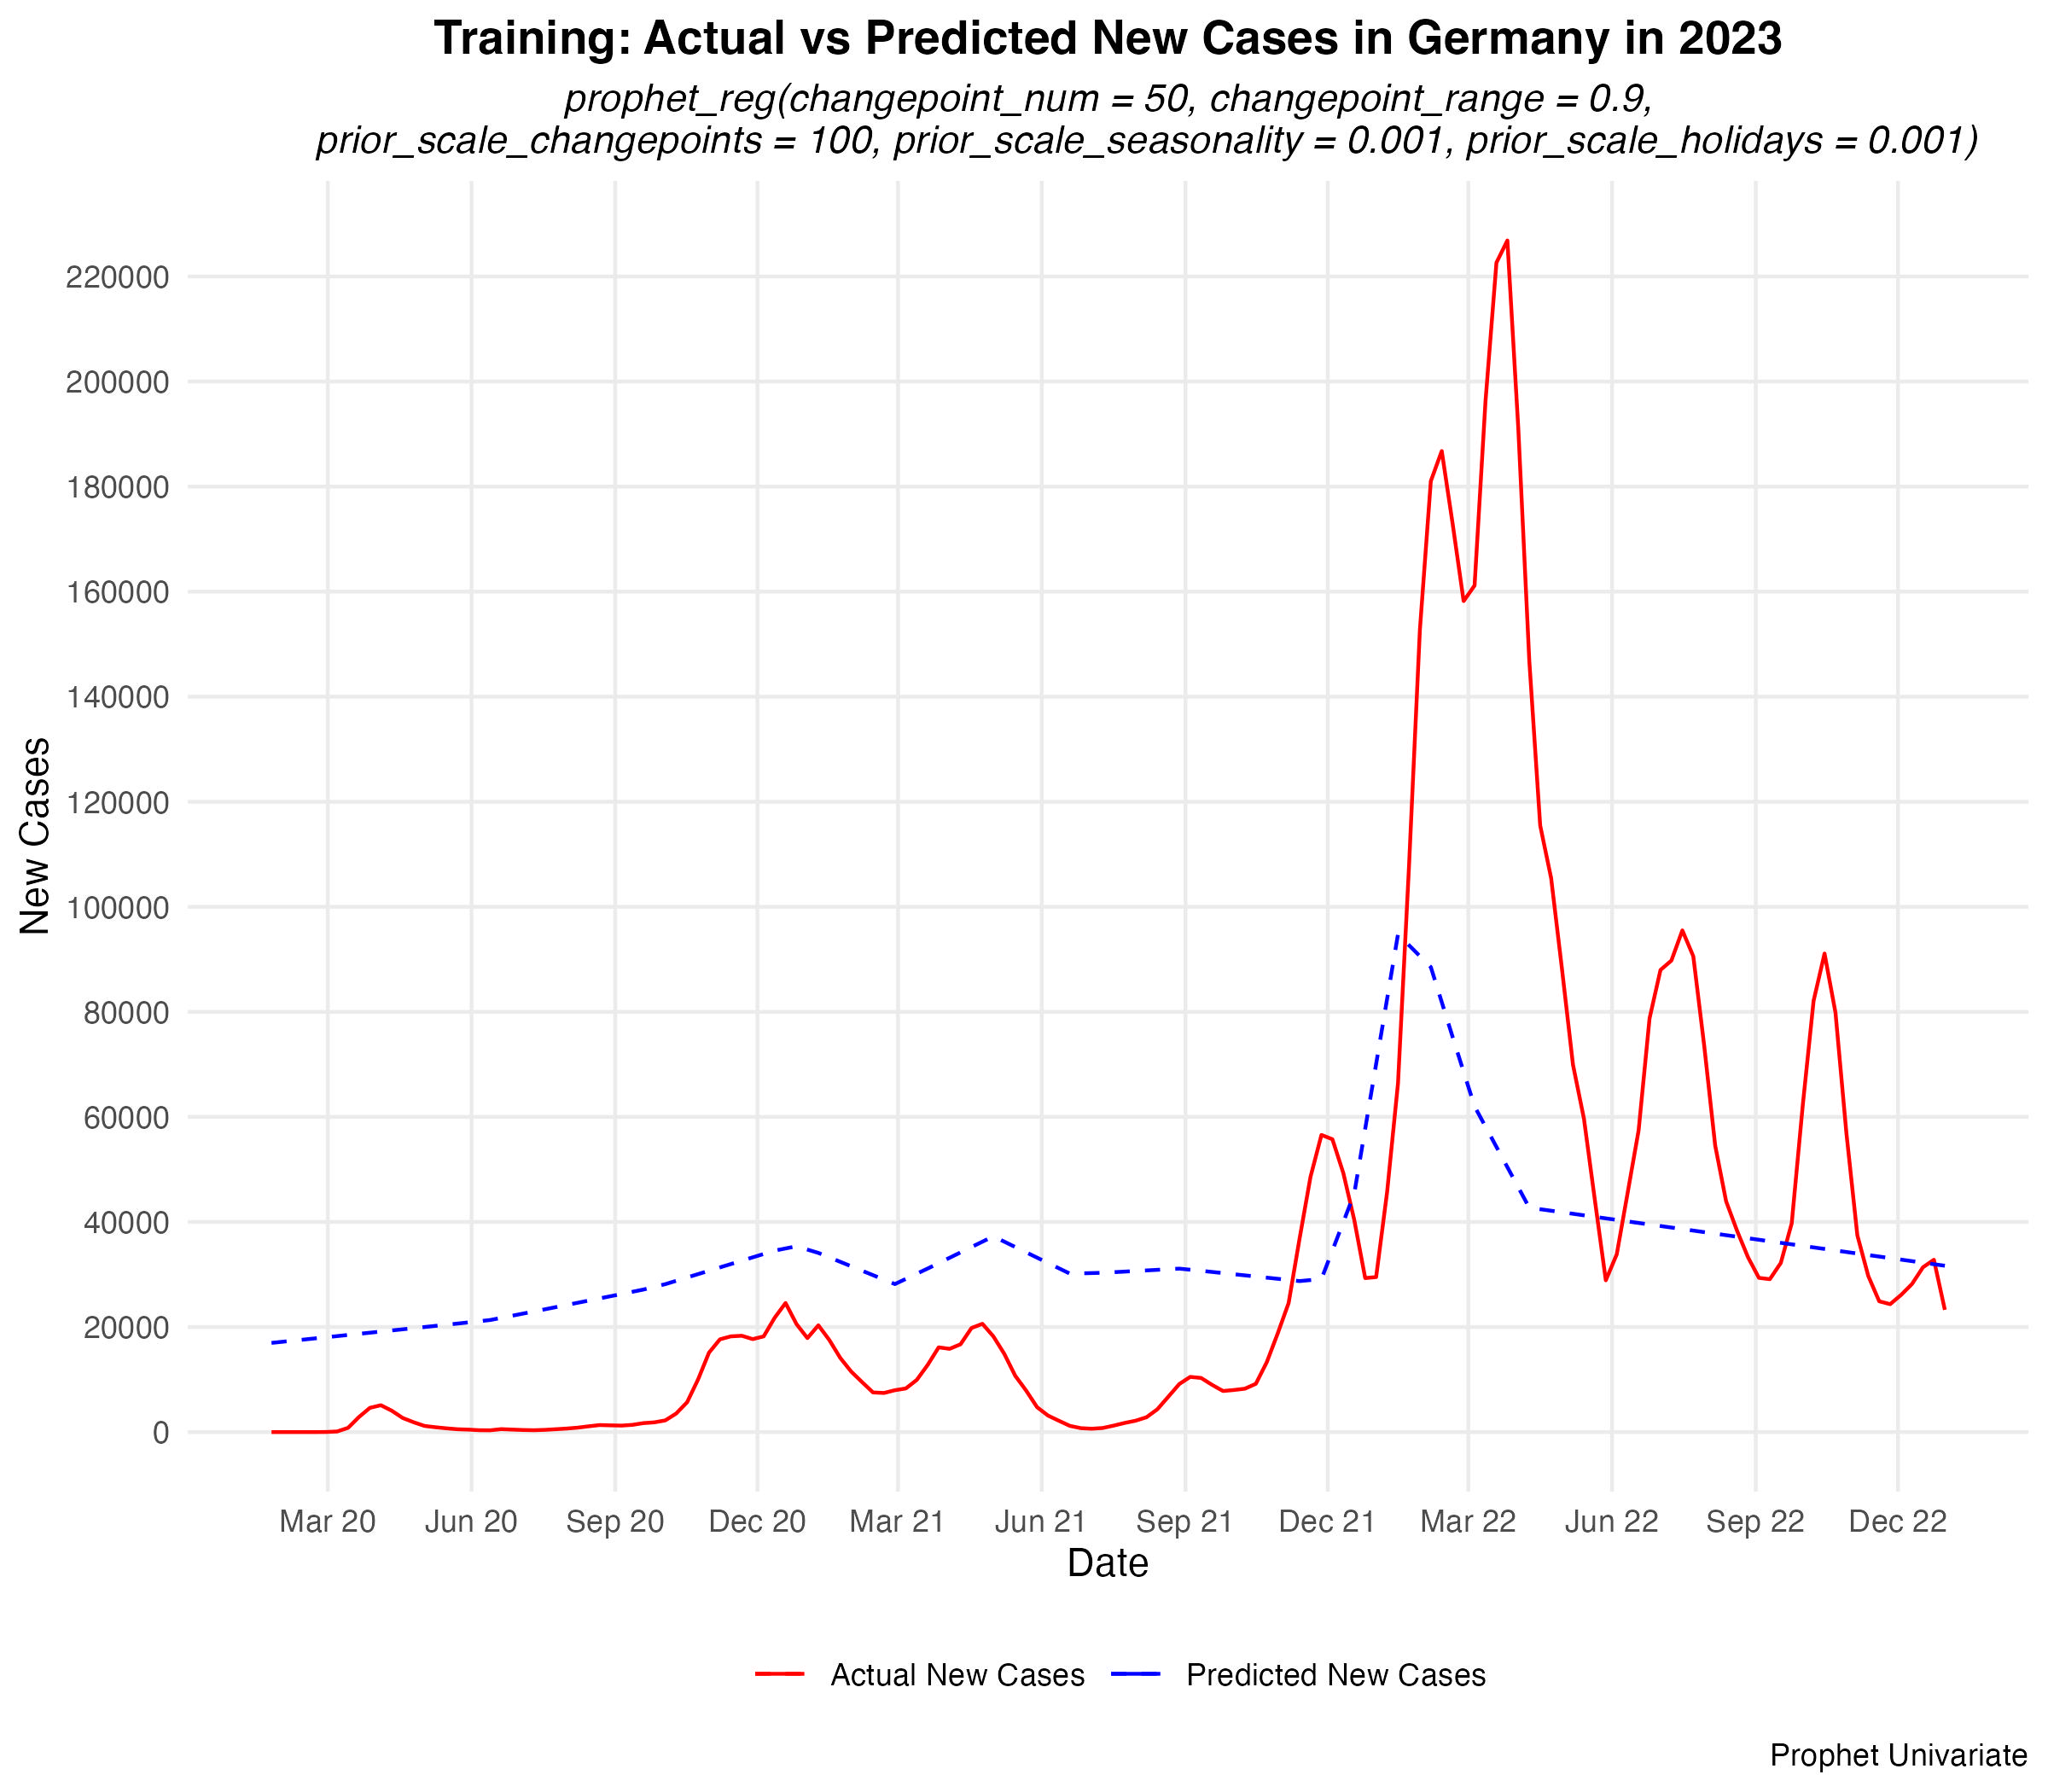 Training: Actual vs Predicted New Cases in Germany in 2023
prophet_reg(changepoint_num = 50, changepoint_range = 0.9,
prior_scale_changepoints = 100, prior_scale_seasonality = 0.001, prior_scale_holidays = 0.001)
220000
200000
180000
160000
140000
120000
100000
80000
60000
40000
20000
0
New Cases
Mar 20 Jun 20 Sep 20 Dec 20 Mar 21 Jun 21 Sep 21 Dec 21 Mar 22 Jun 22 Sep 22 Dec 22
Date
Actual New Cases Predicted New Cases
Prophet Univariate